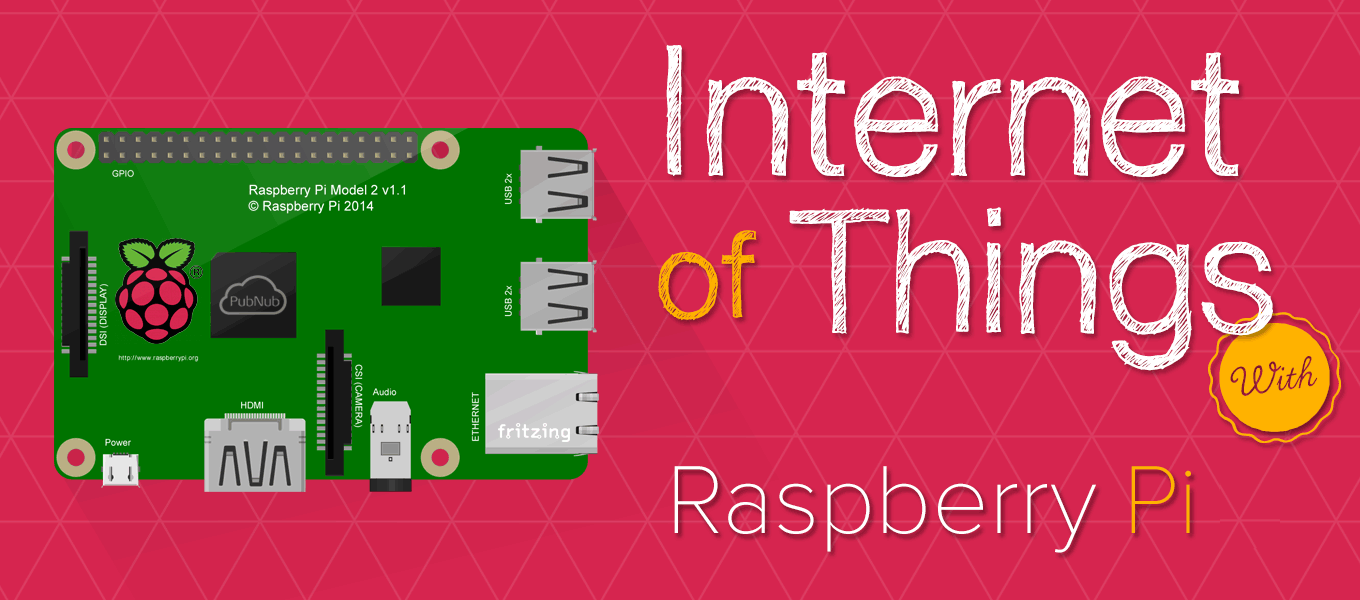 Internet
of Things
With
Raspberry Pi
GPIO
Raspberry Pi Model 2 v1.1
© Raspberry Pi 2014
USB 2x
DSI (DISPLAY)
PubNub
USB 2x
http://www.raspberrypi.org
CSI (CAMERA)
Audio
HDMI
ETHERNET
fritzing
Power